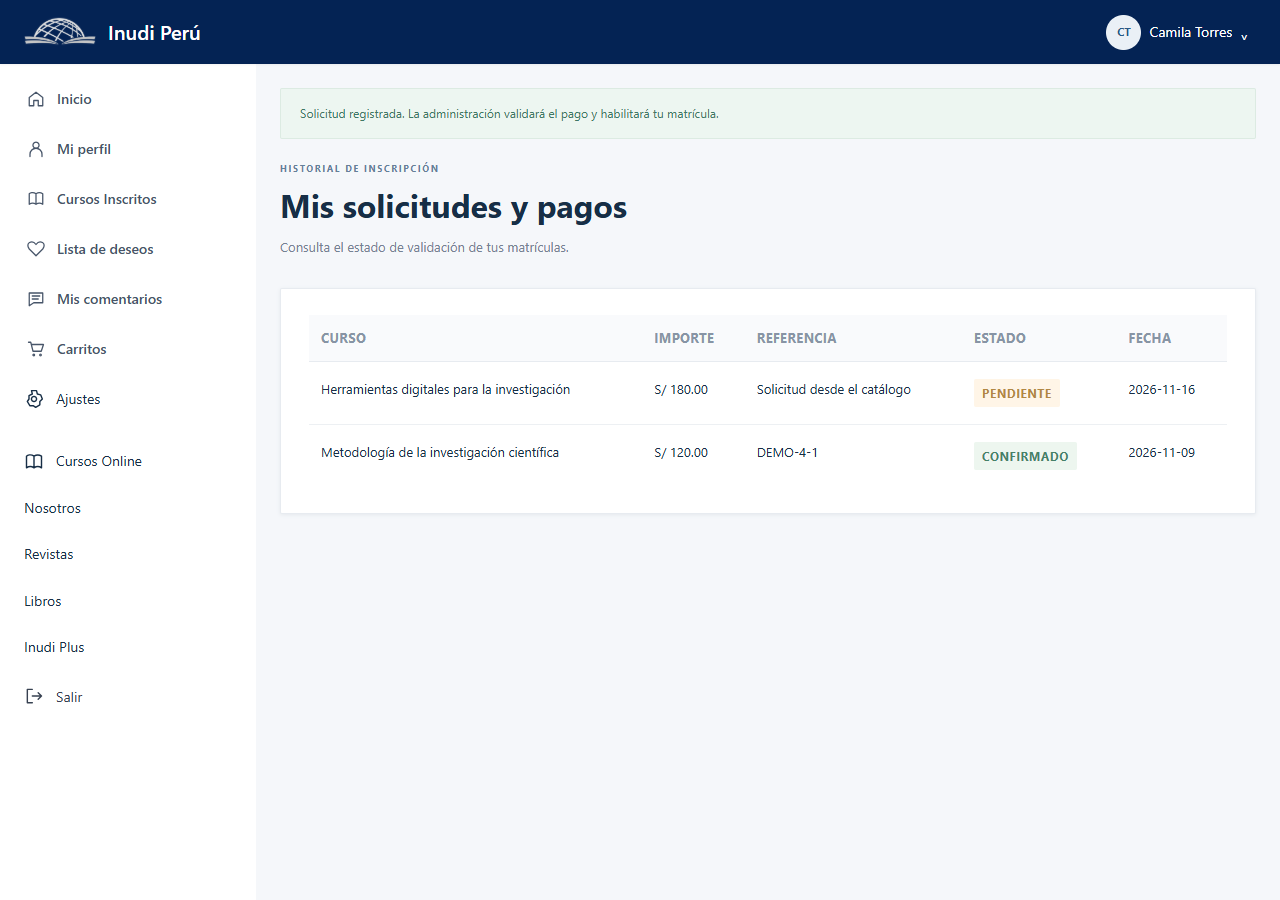 Inudi Perú
CT Camila Torres
Inicio
Mi perfil
Cursos Inscritos
Lista de deseos
Mis comentarios
Carritos
Ajustes
Cursos Online
Nosotros
Revistas
Libros
Inudi Plus
Salir
Solicitud registrada. La administración validará el pago y habilitará tu matrícula.
HISTORIAL DE INSCRIPCIÓN
Mis solicitudes y pagos
Consulta el estado de validación de tus matrículas.
CURSO IMPORTE REFERENCIA ESTADO FECHA
Herramientas digitales para la investigación S/ 180.00 Solicitud desde el catálogo PENDIENTE 2026-11-16
Metodología de la investigación científica S/ 120.00 DEMO-4-1 CONFIRMADO 2026-11-09